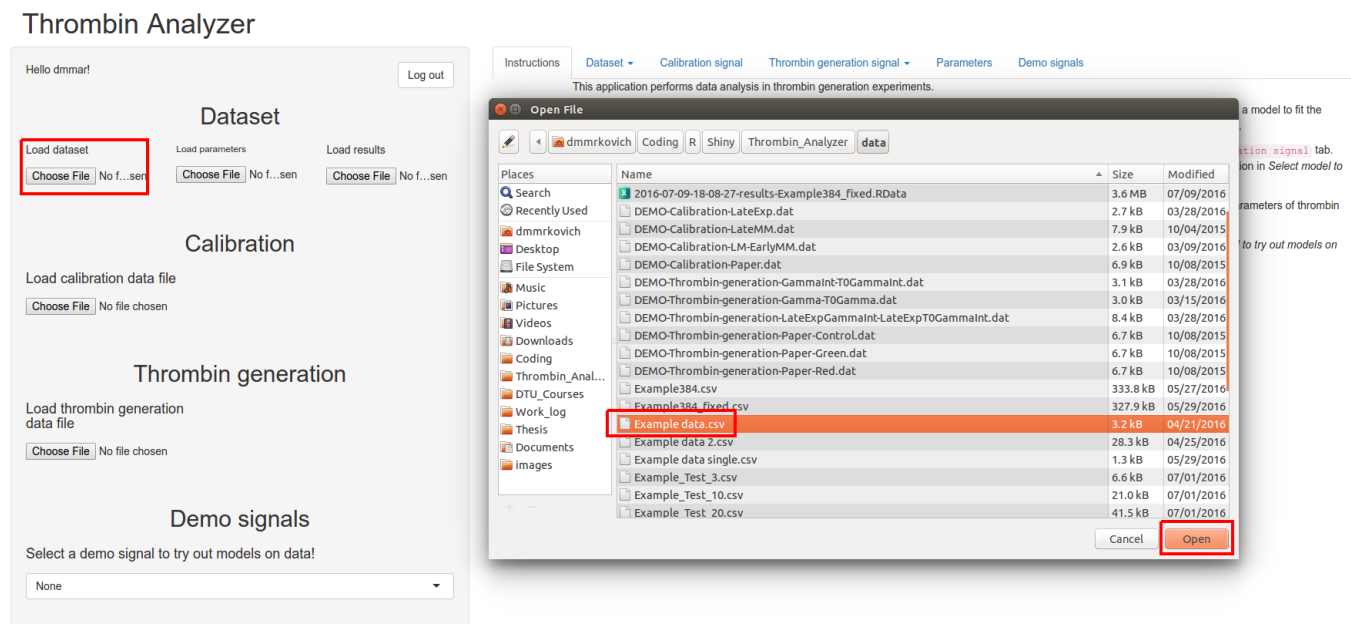 Thrombin Analyzer
Hello dmmar!
Log out
Dataset
Load dataset
Choose File No f…sen
Load parameters
Choose File No f…sen
Load results
Choose File No f…sen
Calibration
Load calibration data file
Choose File No file chosen
Thrombin generation
Load thrombin generation
data file
Choose File No file chosen
Demo signals
Select a demo signal to try out models on data!
None
Instructions Dataset Calibration signal Thrombin generation signal Parameters Demo signals
This application performs data analysis in thrombin generation experiments.
a model to fit the
ation signal tab.
ion in Select model to
rameters of thrombin
to try out models on
Open File
dmmrkovich Coding R Shiny Thrombin_Analyzer data
Places
Search
Recently Used
dmmrkovich
Desktop
File System
Music
Pictures
Videos
Downloads
Coding
Thrombin_Anal...
DTU_Courses
Work_log
Thesis
Documents
images
Name Size Modified
2016-07-09-18-08-27-results-Example384_fixed.RData 3.6 MB 07/09/2016
DEMO-Calibration-LateExp.dat 2.7 kB 03/28/2016
DEMO-Calibration-LateMM.dat 7.9 kB 10/04/2015
DEMO-Calibration-LM-EarlyMM.dat 2.6 kB 03/09/2016
DEMO-Calibration-Paper.dat 6.9 kB 10/08/2015
DEMO-Thrombin-generation-GammaInt-T0GammaInt.dat 3.1 kB 03/28/2016
DEMO-Thrombin-generation-Gamma-T0Gamma.dat 3.0 kB 03/15/2016
DEMO-Thrombin-generation-LateExpGammaInt-LateExpT0GammaInt.dat 8.4 kB 03/28/2016
DEMO-Thrombin-generation-Paper-Control.dat 6.7 kB 10/08/2015
DEMO-Thrombin-generation-Paper-Green.dat 6.7 kB 10/08/2015
DEMO-Thrombin-generation-Paper-Red.dat 6.7 kB 10/08/2015
Example384.csv 333.8 kB 05/27/2016
Example384_fixed.csv 327.9 kB 05/29/2016
Example data.csv 3.2 kB 04/21/2016
Example data 2.csv 28.3 kB 04/25/2016
Example data single.csv 1.3 kB 05/29/2016
Example_Test_3.csv 6.6 kB 07/01/2016
Example_Test_10.csv 21.0 kB 07/01/2016
Example_Test_20.csv 41.5 kB 07/01/2016
Cancel Open